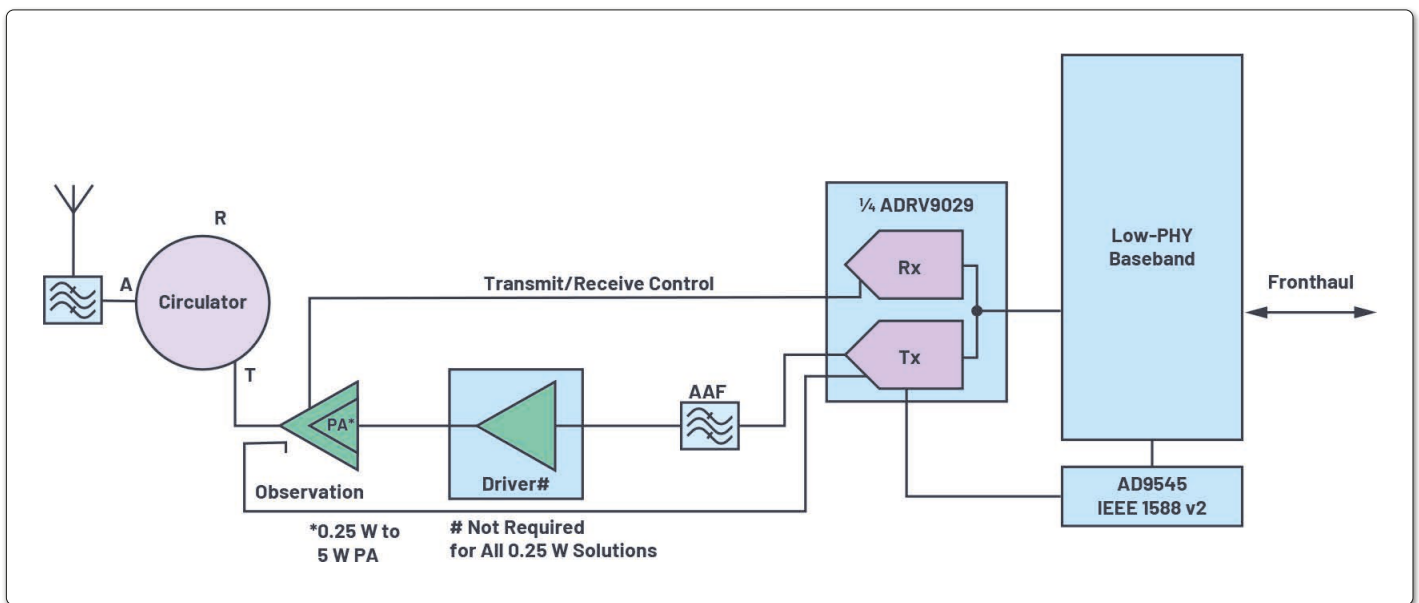 ¼ ADRV9029
R
Rx
Low-PHY
Baseband
A
Circulator
Transmit/Receive Control
Fronthaul
Tx
T
AAF
PA*
Driver#
Observation
AD9545
IEEE 1588 v2
*0.25 W to
5 W PA
# Not Required
for All 0.25 W Solutions